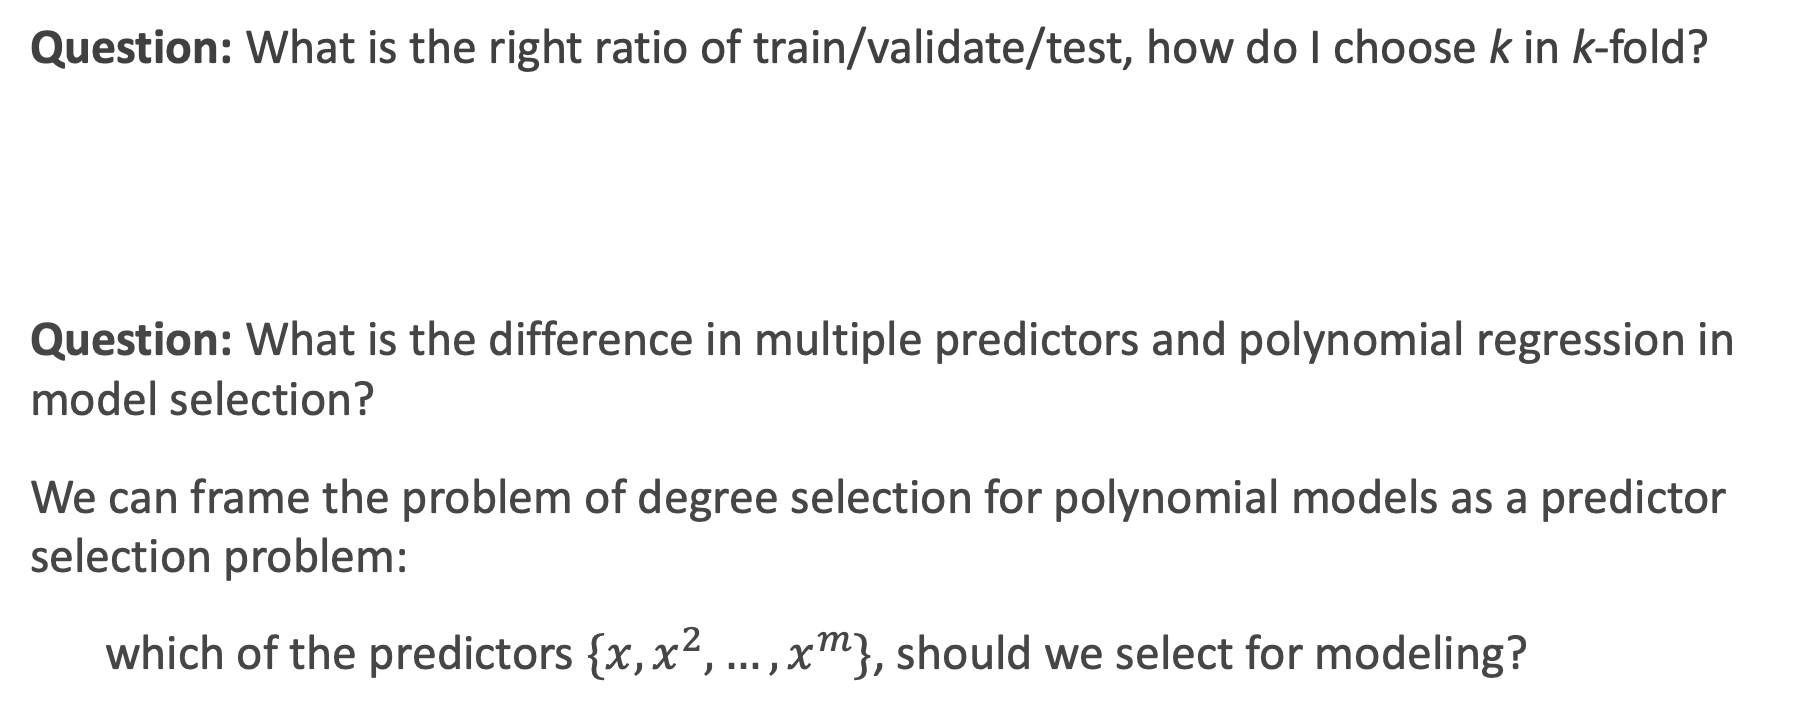 Question: What is the right ratio of train/validate/test, how do I choose k in k-fold?
Question: What is the difference in multiple predictors and polynomial regression in
model selection?
We can frame the problem of degree selection for polynomial models as a predictor
selection problem:
which of the predictors {x, x², … , xᵐ}, should we select for modeling?